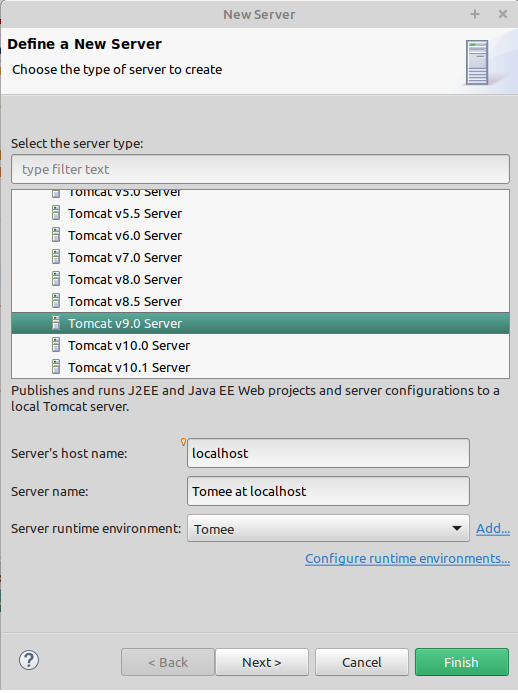 New Server
Define a New Server
Choose the type of server to create
Select the server type:
type filter text
Tomcat v5.0 Server
Tomcat v5.5 Server
Tomcat v6.0 Server
Tomcat v7.0 Server
Tomcat v8.0 Server
Tomcat v8.5 Server
Tomcat v9.0 Server
Tomcat v10.0 Server
Tomcat v10.1 Server
Publishes and runs J2EE and Java EE Web projects and server configurations to a
local Tomcat server.
Server's host name: localhost
Server name: Tomee at localhost
Server runtime environment: Tomee Add...
Configure runtime environments...
? < Back Next > Cancel Finish